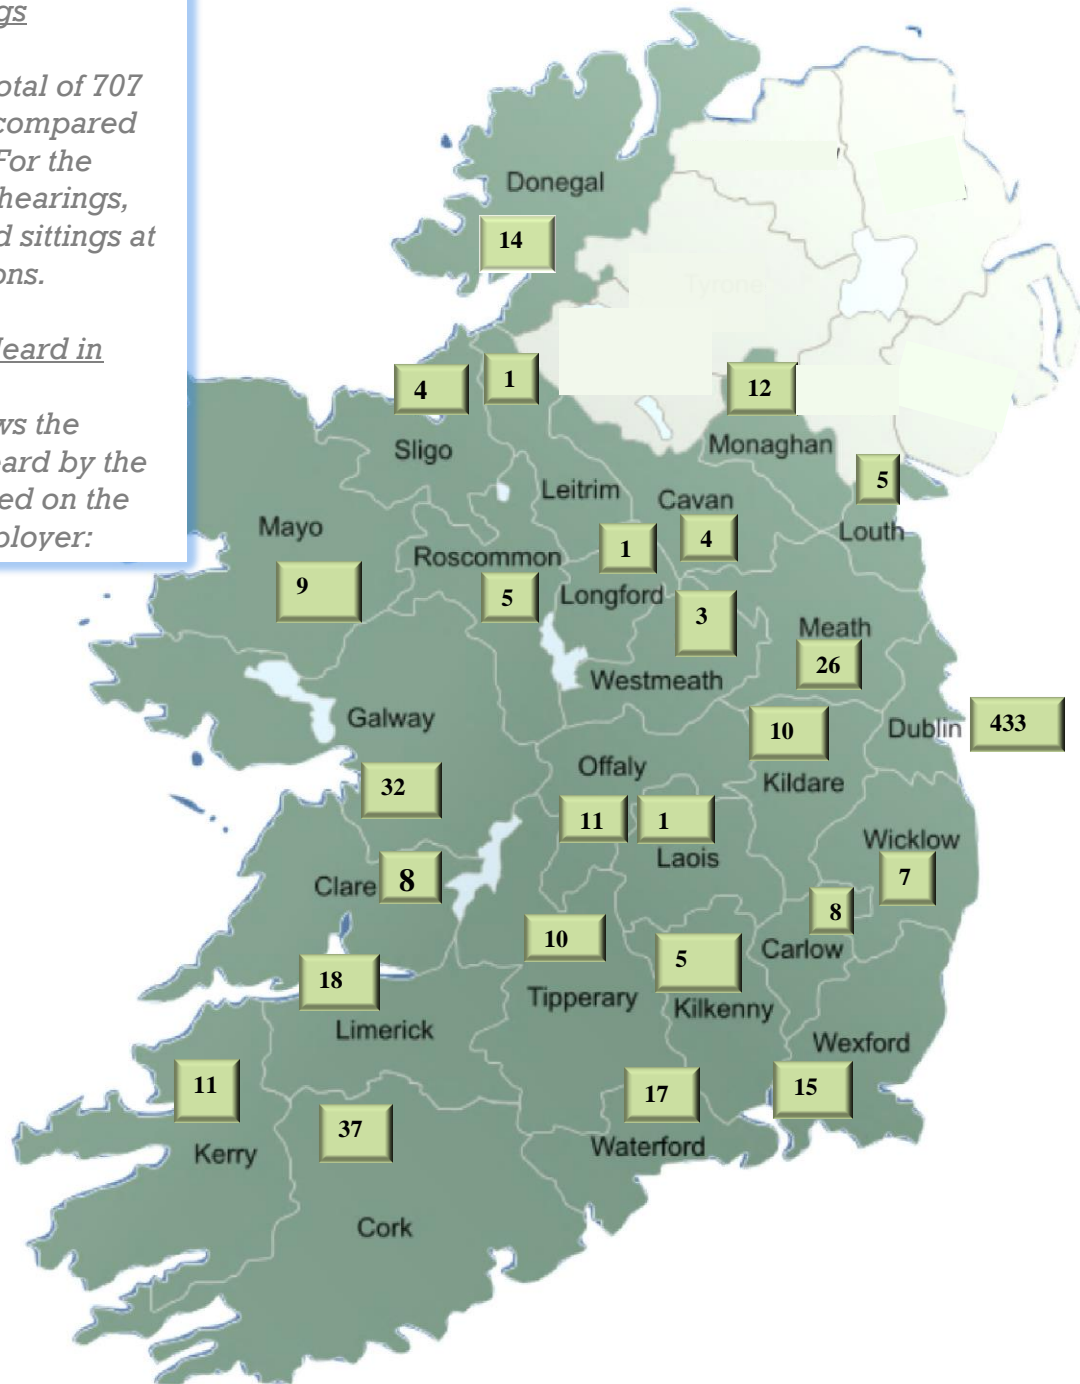 gs
otal of 707
compared
For the
hearings,
d sittings at
ons.
Heard in
ws the
eard by the
ed on the
ployer:
Donegal
14
Tyrone
4
1
12
Sligo
Monaghan
Leitrim
Cavan
5
Louth
Mayo
Roscommon
1
4
9
5
Longford
3
Meath
26
Westmeath
Galway
10
Dublin
433
Offaly
Kildare
32
11
1
Laois
Wicklow
7
Clare
8
8
Carlow
10
5
18
Tipperary
Kilkenny
Limerick
Wexford
11
17
15
37
Kerry
Waterford
Cork